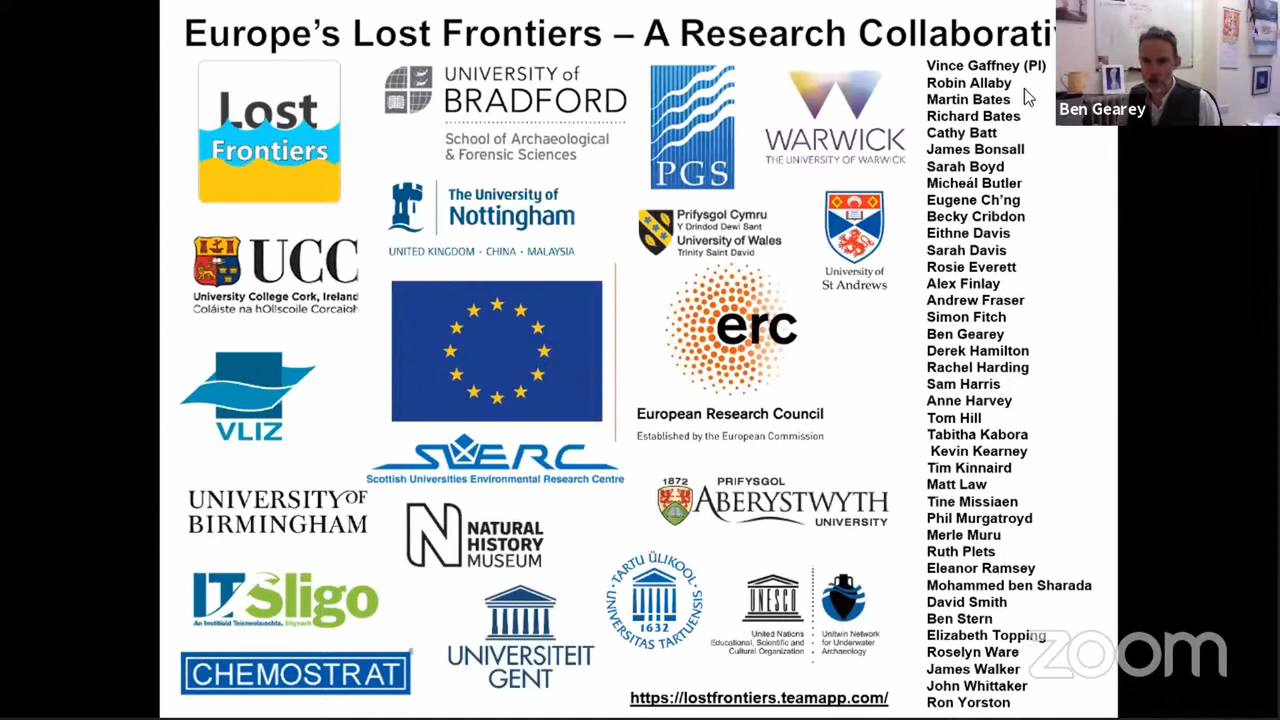 Europe's Lost Frontiers – A Research Collaborati
Lost
Frontiers
UNIVERSITY of
BRADFORD
School of Archaeological
& Forensic Sciences
PGS
WARWICK
THE UNIVERSITY OF WARWICK
The University of
Nottingham
UNITED KINGDOM · CHINA · MALAYSIA
Prifysgol Cymru
Y Drindod Dewi Sant
University of Wales
Trinity Saint David
University of
St Andrews
UCC
University College Cork, Ireland
Coláiste na hOllscoile Corcaigh
erc
European Research Council
Established by the European Commission
VLIZ
SUERC
Scottish Universities Environmental Research Centre
UNIVERSITY OF
BIRMINGHAM
NATURAL
HISTORY
MUSEUM
1872 PRIFYSGOL
ABERYSTWYTH
UNIVERSITY
IT Sligo
An Institiúid Teicneolaíochta, Sligeach
CHEMOSTRAT
UNIVERSITEIT
GENT
TARTU ÜLIKOOL
UNIVERSITAS TARTUENSIS
1632
UNESCO
United Nations
Educational, Scientific and
Cultural Organization
Unitwin Network
for Underwater
Archaeology
https://lostfrontiers.teamapp.com/
Vince Gaffney (PI)
Robin Allaby
Martin Bates
Richard Bates
Cathy Batt
James Bonsall
Sarah Boyd
Micheál Butler
Eugene Ch'ng
Becky Cribdon
Eithne Davis
Sarah Davis
Rosie Everett
Alex Finlay
Andrew Fraser
Simon Fitch
Ben Gearey
Derek Hamilton
Rachel Harding
Sam Harris
Anne Harvey
Tom Hill
Tabitha Kabora
Kevin Kearney
Tim Kinnaird
Matt Law
Tine Missiaen
Phil Murgatroyd
Merle Muru
Ruth Plets
Eleanor Ramsey
Mohammed ben Sharada
David Smith
Ben Stern
Elizabeth Topping
Roselyn Ware
James Walker
John Whittaker
Ron Yorston
Ben Gearey
zoom